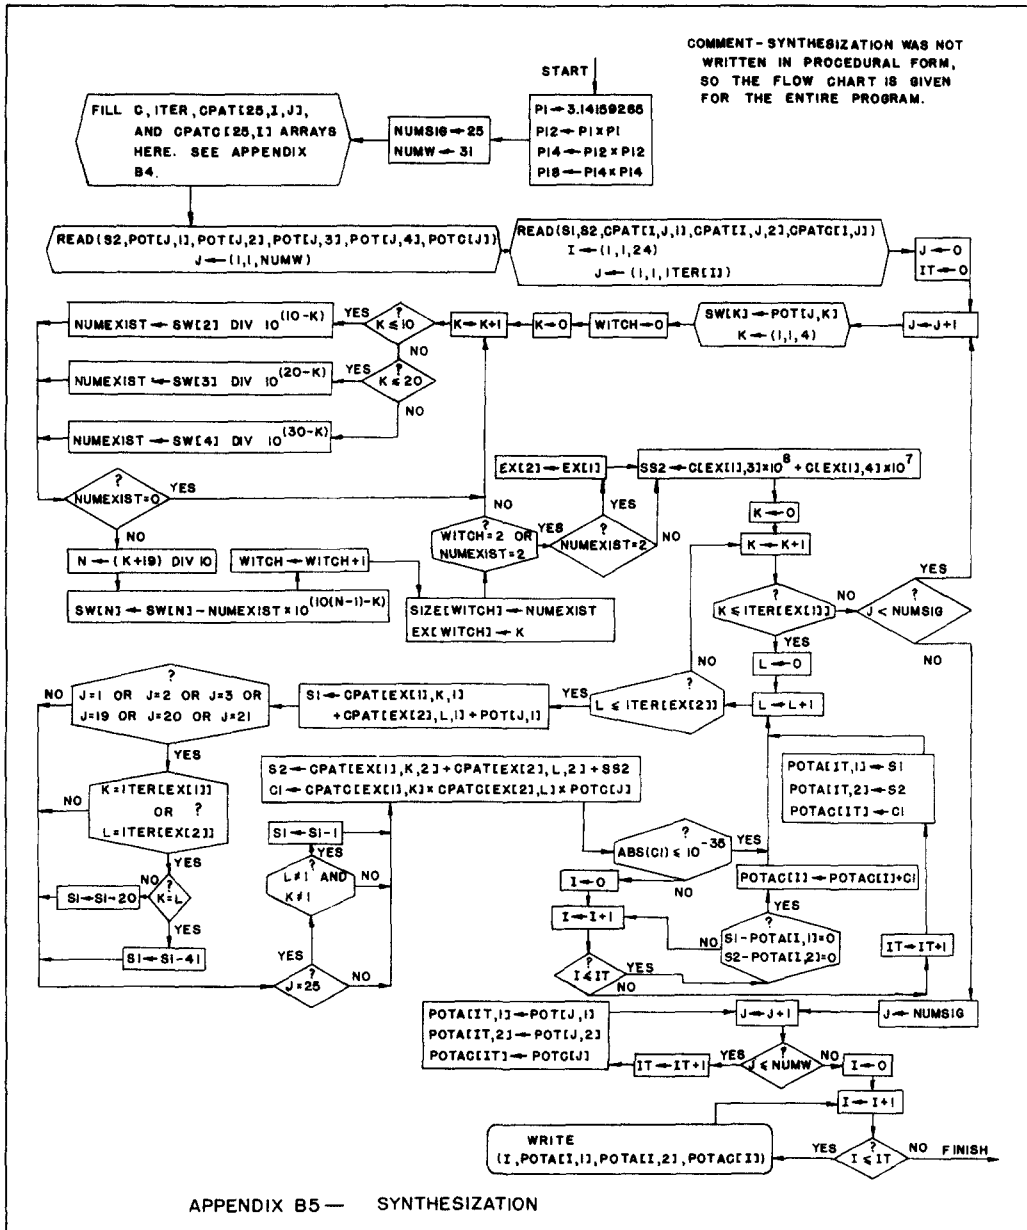 COMMENT-SYNTHESIZATION WAS NOT
WRITTEN IN PROCEDURAL FORM,
SO THE FLOW CHART IS GIVEN
FOR THE ENTIRE PROGRAM.
START
PI←3.14159265
PI2←PI×PI
PI4←PI2×PI2
PI8←PI4×PI4
NUMSIG←25
NUMW←31
FILL C, ITER, CPAT[25,I,J],
AND CPATC[25,I] ARRAYS
HERE. SEE APPENDIX
B4.
READ(S2,POT[J,1],POT[J,2],POT[J,3],POT[J,4],POTC[J])
J←(1,1,NUMW)
READ(S1,S2,CPAT[I,J,1],CPAT[I,J,2],CPATC[I,J])
I←(1,1,24)
J←(1,1,ITER[I])
J←0
IT←0
J←J+1
SW[K]←POT[J,K]
K←(1,1,4)
WITCH←0
K←0
K←K+1
?
K≤10
YES
NO
NUMEXIST←SW[2] DIV 10^(10-K)
?
K≤20
YES
NO
NUMEXIST←SW[3] DIV 10^(20-K)
NUMEXIST←SW[4] DIV 10^(30-K)
?
NUMEXIST=0
YES
NO
N←(K+19) DIV 10
SW[N]←SW[N]-NUMEXIST×10^(10(N-1)-K)
WITCH←WITCH+1
SIZE[WITCH]←NUMEXIST
EX[WITCH]←K
?
WITCH=2 OR
NUMEXIST=2
NO
YES
?
NUMEXIST=2
YES
NO
EX[2]←EX[1]
SS2←C[EX[1],3]×10^8+C[EX[1],4]×10^7
K←0
K←K+1
?
K≤ITER[EX[1]]
NO
YES
?
J<NUMSIG
YES
NO
L←0
L←L+1
?
L≤ITER[EX[2]]
NO
YES
S1←CPAT[EX[1],K,1]
+CPAT[EX[2],L,1]+POT[J,1]
?
J=1 OR J=2 OR J=3 OR
J=19 OR J=20 OR J=21
NO
YES
K=ITER[EX[1]]
OR ?
L=ITER[EX[2]]
NO
YES
?
K=L
NO
YES
S1←S1-20
S1←S1-41
?
J=25
YES
NO
?
L≠1 AND
K≠1
YES
NO
S1←S1-1
S2←CPAT[EX[1],K,2]+CPAT[EX[2],L,2]+SS2
C1←CPATC[EX[1],K]×CPATC[EX[2],L]×POTC[J]
?
ABS(C1)≤10^-35
YES
NO
I←0
I←I+1
?
I≤IT
YES
NO
?
S1-POTA[I,1]=0
S2-POTA[I,2]=0
NO
YES
POTAC[I]←POTAC[I]+C1
IT←IT+1
POTA[IT,1]←S1
POTA[IT,2]←S2
POTAC[IT]←C1
J←NUMSIG
J←J+1
?
J≤NUMW
YES
NO
IT←IT+1
POTA[IT,1]←POT[J,1]
POTA[IT,2]←POT[J,2]
POTAC[IT]←POTC[J]
I←0
I←I+1
?
I≤IT
YES
NO
FINISH
WRITE
(I,POTA[I,1],POTA[I,2],POTAC[I])
APPENDIX B5— SYNTHESIZATION